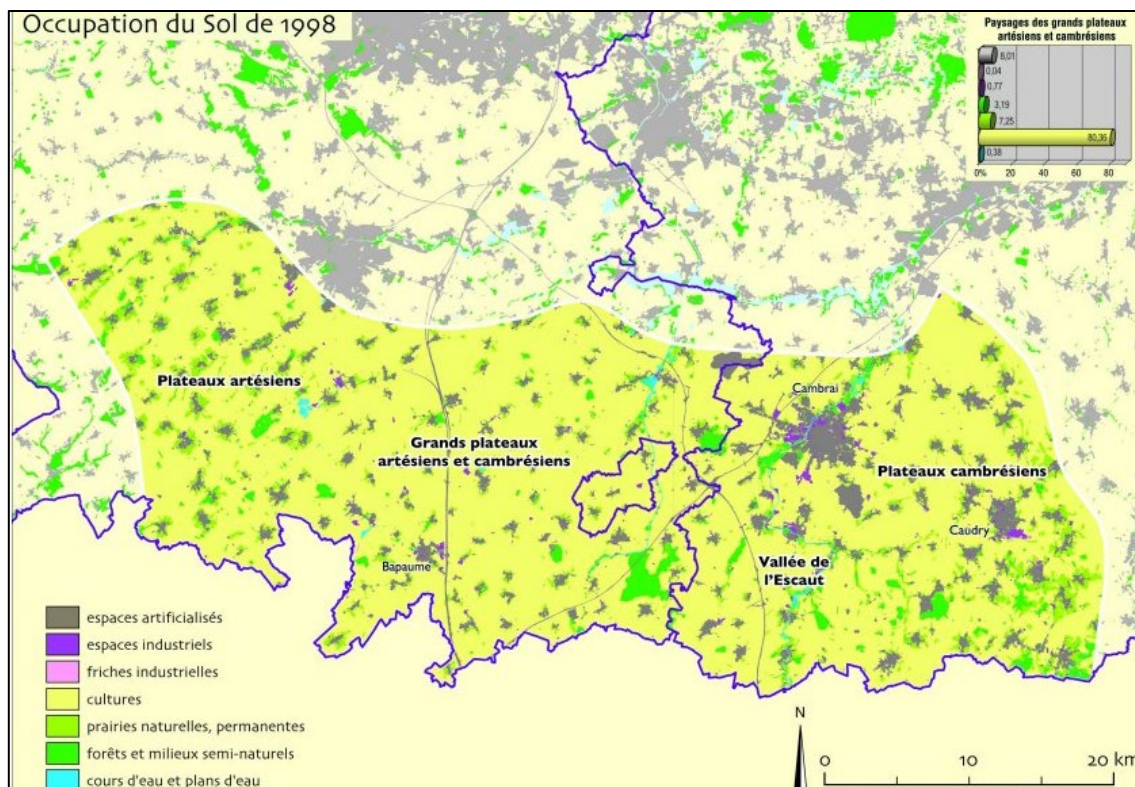 Occupation du Sol de 1998
Paysages des grands plateaux
artésiens et cambrésiens
8,01
0,04
0,77
3,19
7,25
80,36
0,38
0% 20 40 60 80
Plateaux artésiens
Cambrai
Grands plateaux
artésiens et cambrésiens
Plateaux cambrésiens
Caudry
Bapaume
Vallée de
l'Escaut
espaces artificialisés
espaces industriels
friches industrielles
cultures
prairies naturelles, permanentes
forêts et milieux semi-naturels
cours d'eau et plans d'eau
N
0 10 20 km